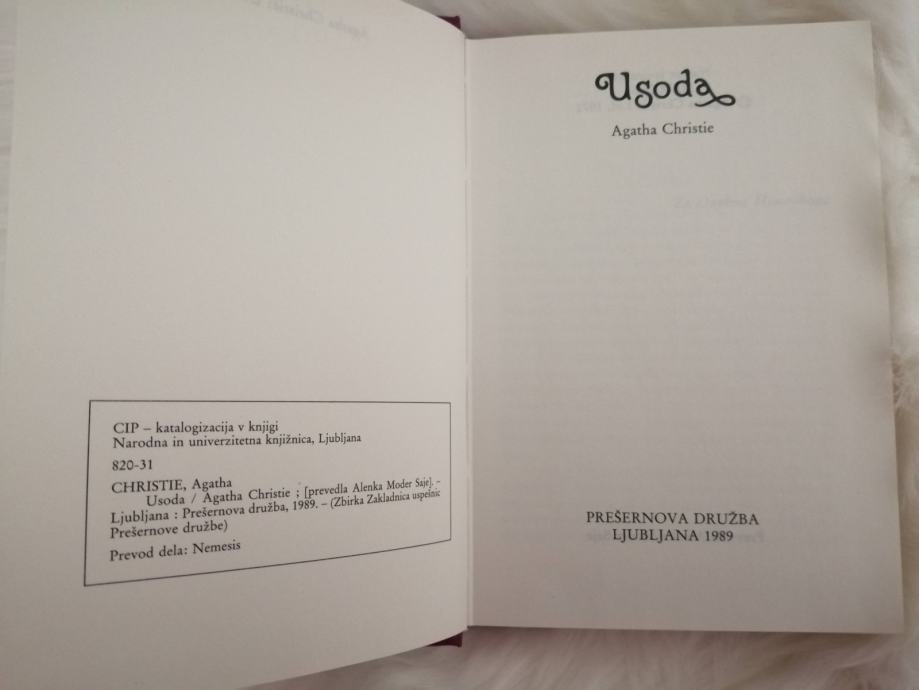 CIP – katalogizacija v knjigi
Narodna in univerzitetna knjižnica, Ljubljana
820-31
CHRISTIE, Agatha
Usoda / Agatha Christie ; [prevedla Alenka Moder Saje]. –
Ljubljana : Prešernova družba, 1989. – (Zbirka Zakladnica uspešnic
Prešernove družbe)
Prevod dela: Nemesis
Usoda
Agatha Christie
PREŠERNOVA DRUŽBA
LJUBLJANA 1989